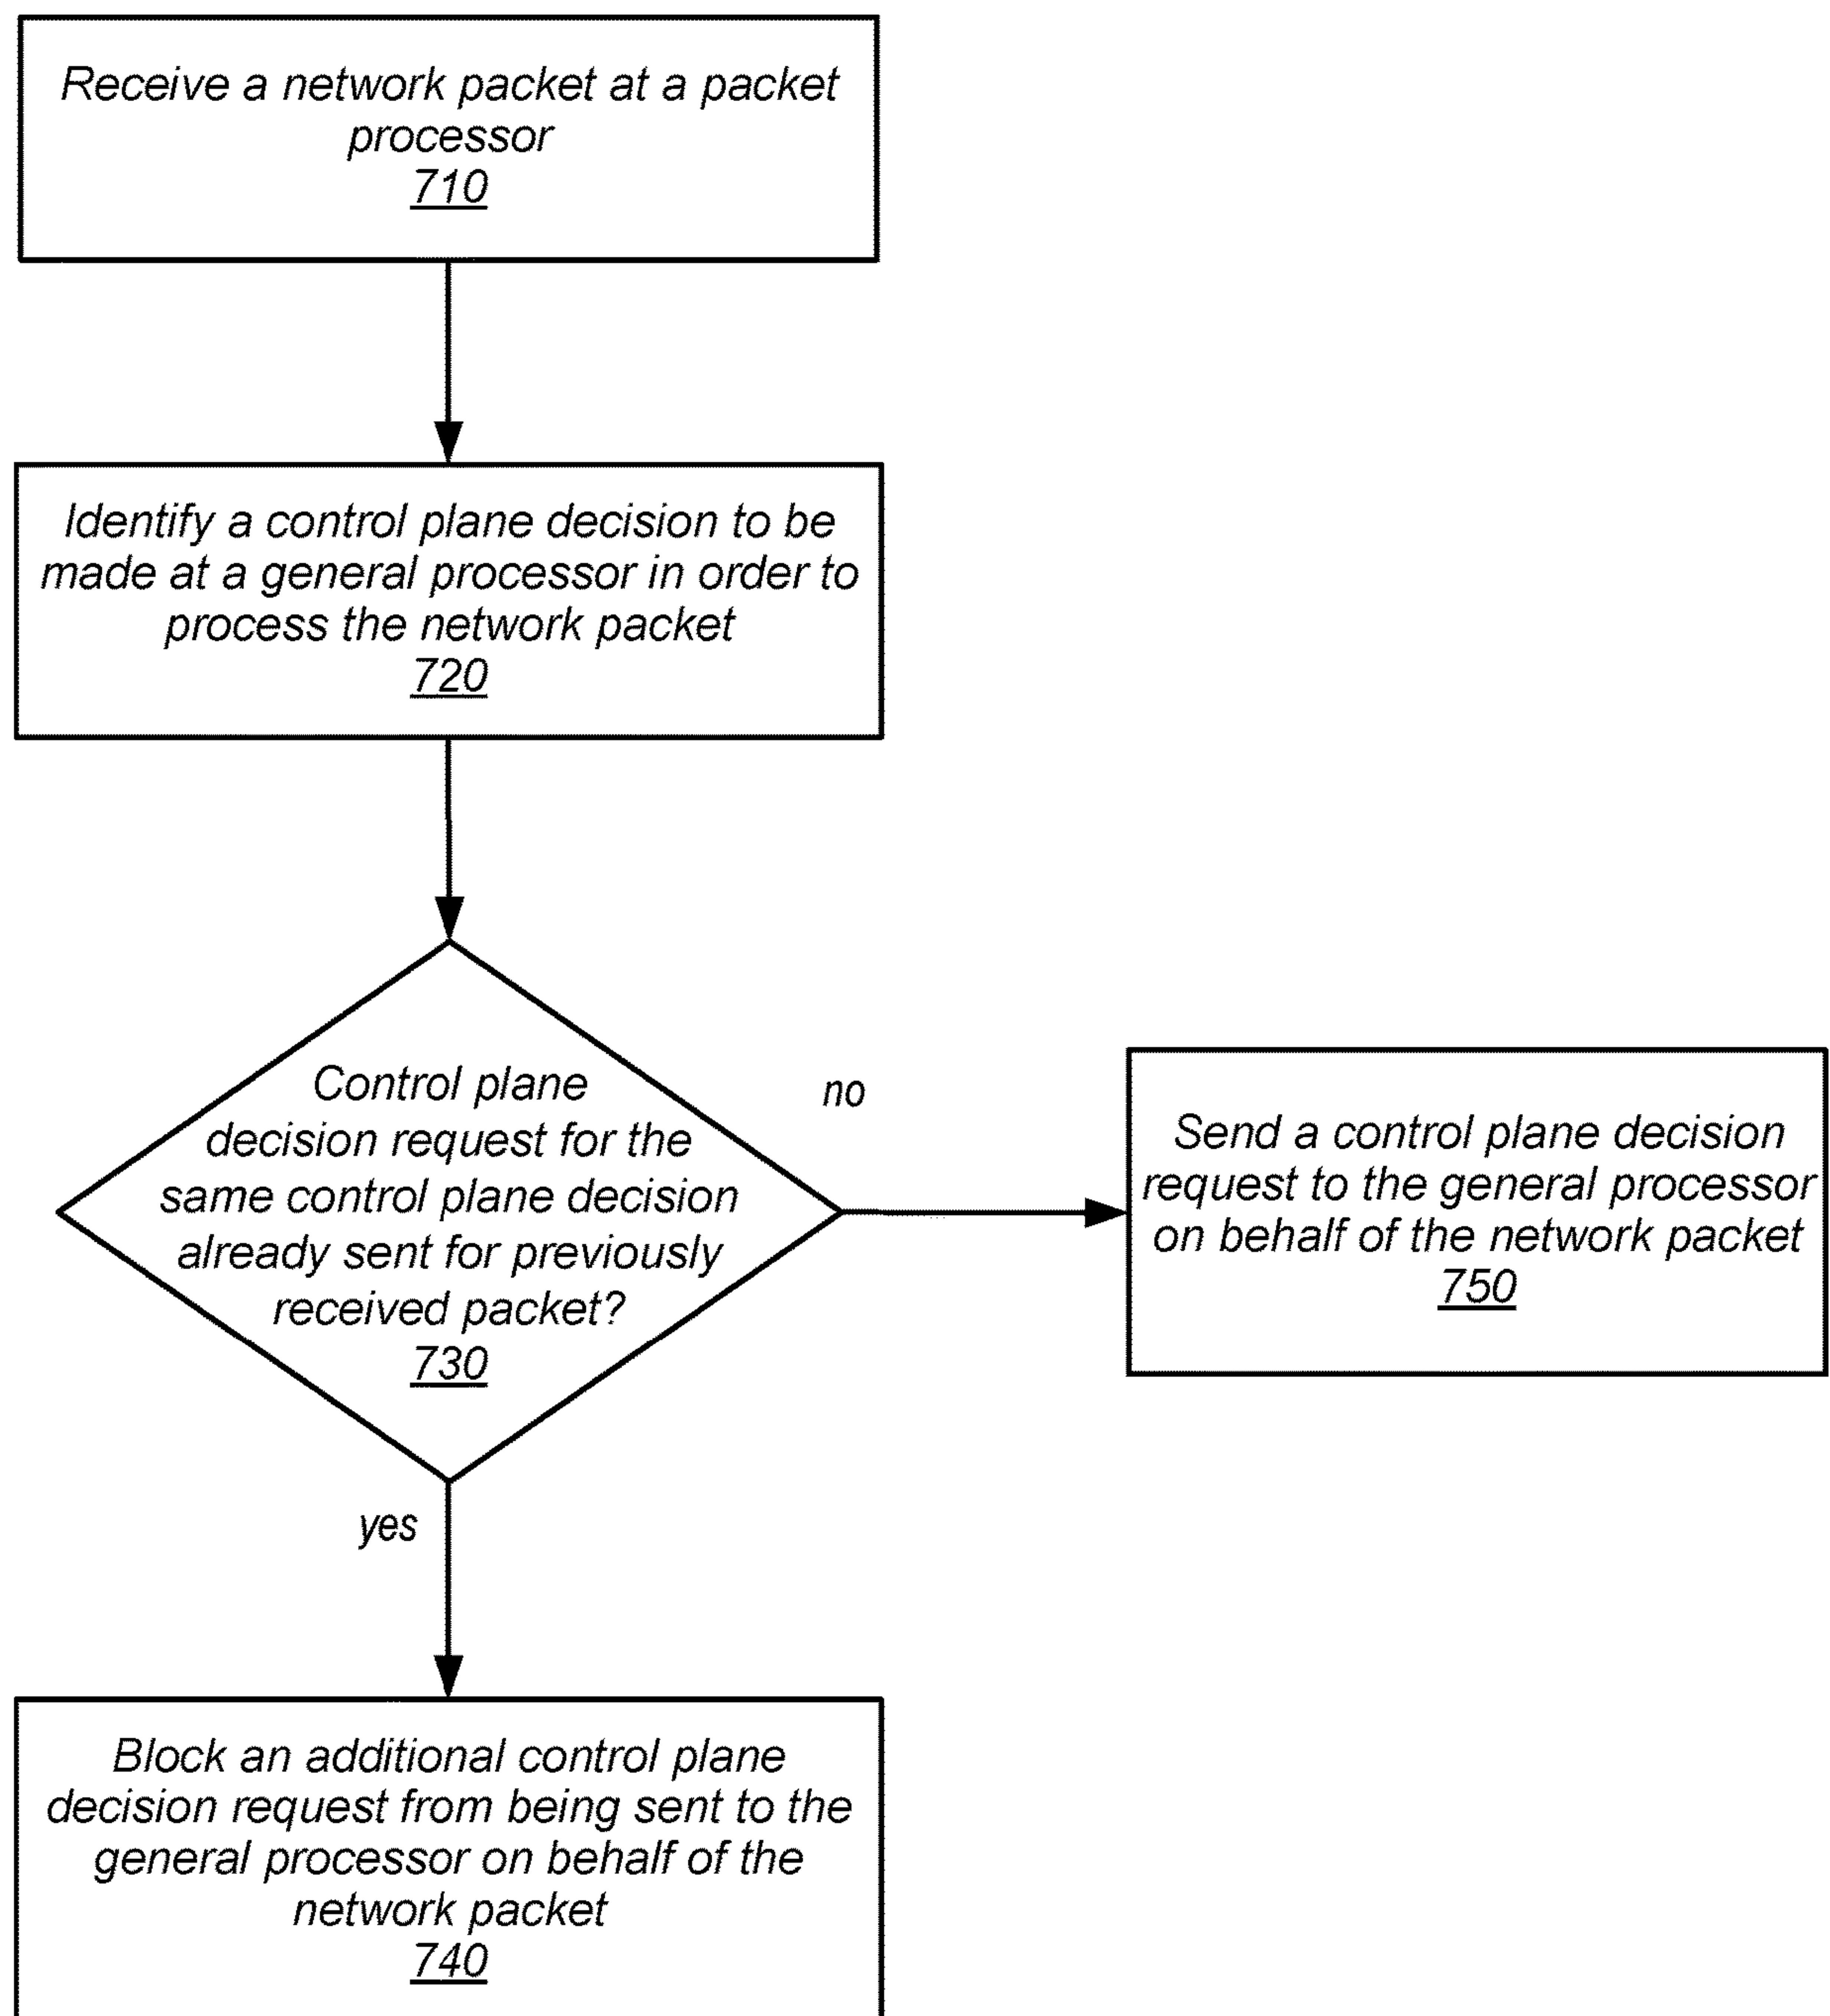 Receive a network packet at a packet
processor
710
Identify a control plane decision to be
made at a general processor in order to
process the network packet
720
Control plane
decision request for the
same control plane decision
already sent for previously
received packet?
730
no
Send a control plane decision
request to the general processor
on behalf of the network packet
750
yes
Block an additional control plane
decision request from being sent to the
general processor on behalf of the
network packet
740